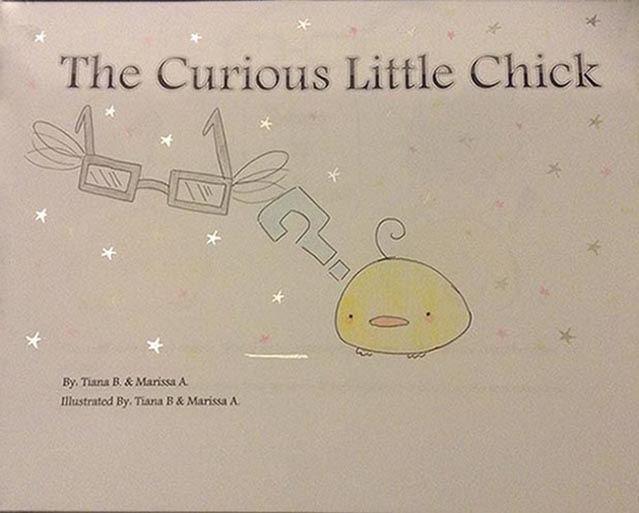 The Curious Little Chick
?
By, Tiana B. & Marissa A.
Illustrated By, Tiana B & Marissa A.